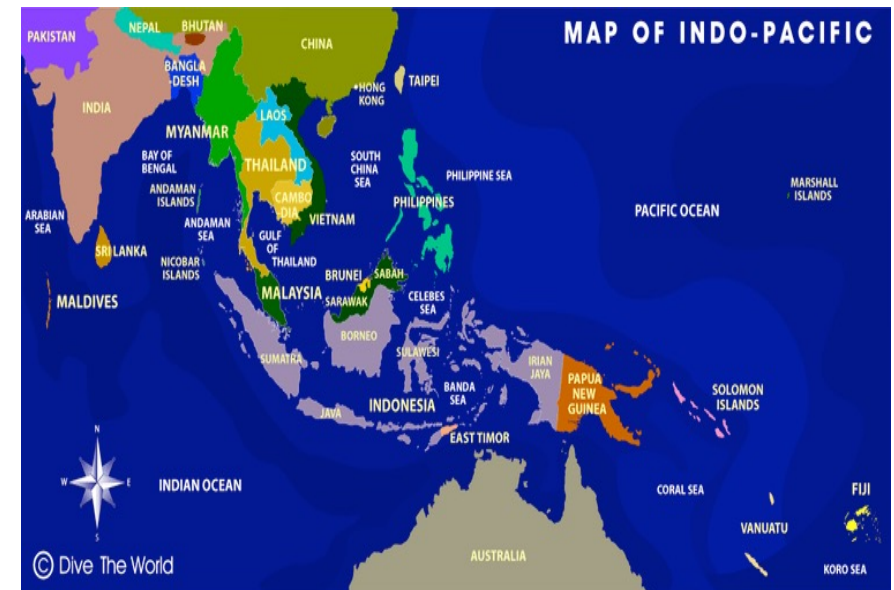 MAP OF INDO-PACIFIC
PAKISTAN
NEPAL
BHUTAN
CHINA
BANGLA
-DESH
HONG
KONG
TAIPEI
INDIA
LAOS
MYANMAR
BAY OF
BENGAL
THAILAND
SOUTH
CHINA
SEA
PHILIPPINE SEA
MARSHALL
ISLANDS
ANDAMAN
ISLANDS
CAMBO
-DIA
PHILIPPINES
PACIFIC OCEAN
ARABIAN
SEA
ANDAMAN
SEA
VIETNAM
GULF
OF
THAILAND
SRI LANKA
NICOBAR
ISLANDS
BRUNEI
SABAH
MALDIVES
MALAYSIA
SARAWAK
CELEBES
SEA
BORNEO
SUMATRA
SULAWESI
IRIAN
JAYA
PAPUA
NEW
GUINEA
BANDA
SEA
SOLOMON
ISLANDS
JAVA
INDONESIA
EAST TIMOR
N
W
E
S
INDIAN OCEAN
CORAL SEA
FIJI
VANUATU
AUSTRALIA
KORO SEA
© Dive The World